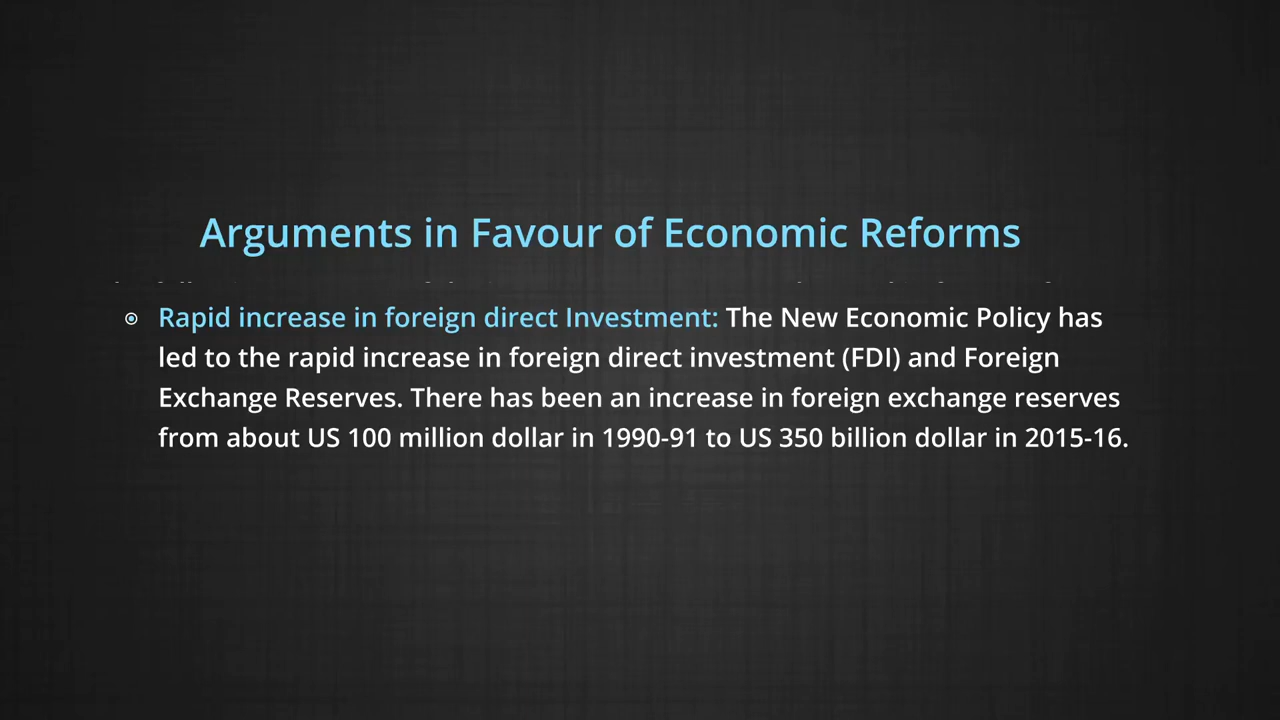 Arguments in Favour of Economic Reforms
Rapid increase in foreign direct Investment: The New Economic Policy has
led to the rapid increase in foreign direct investment (FDI) and Foreign
Exchange Reserves. There has been an increase in foreign exchange reserves
from about US 100 million dollar in 1990-91 to US 350 billion dollar in 2015-16.